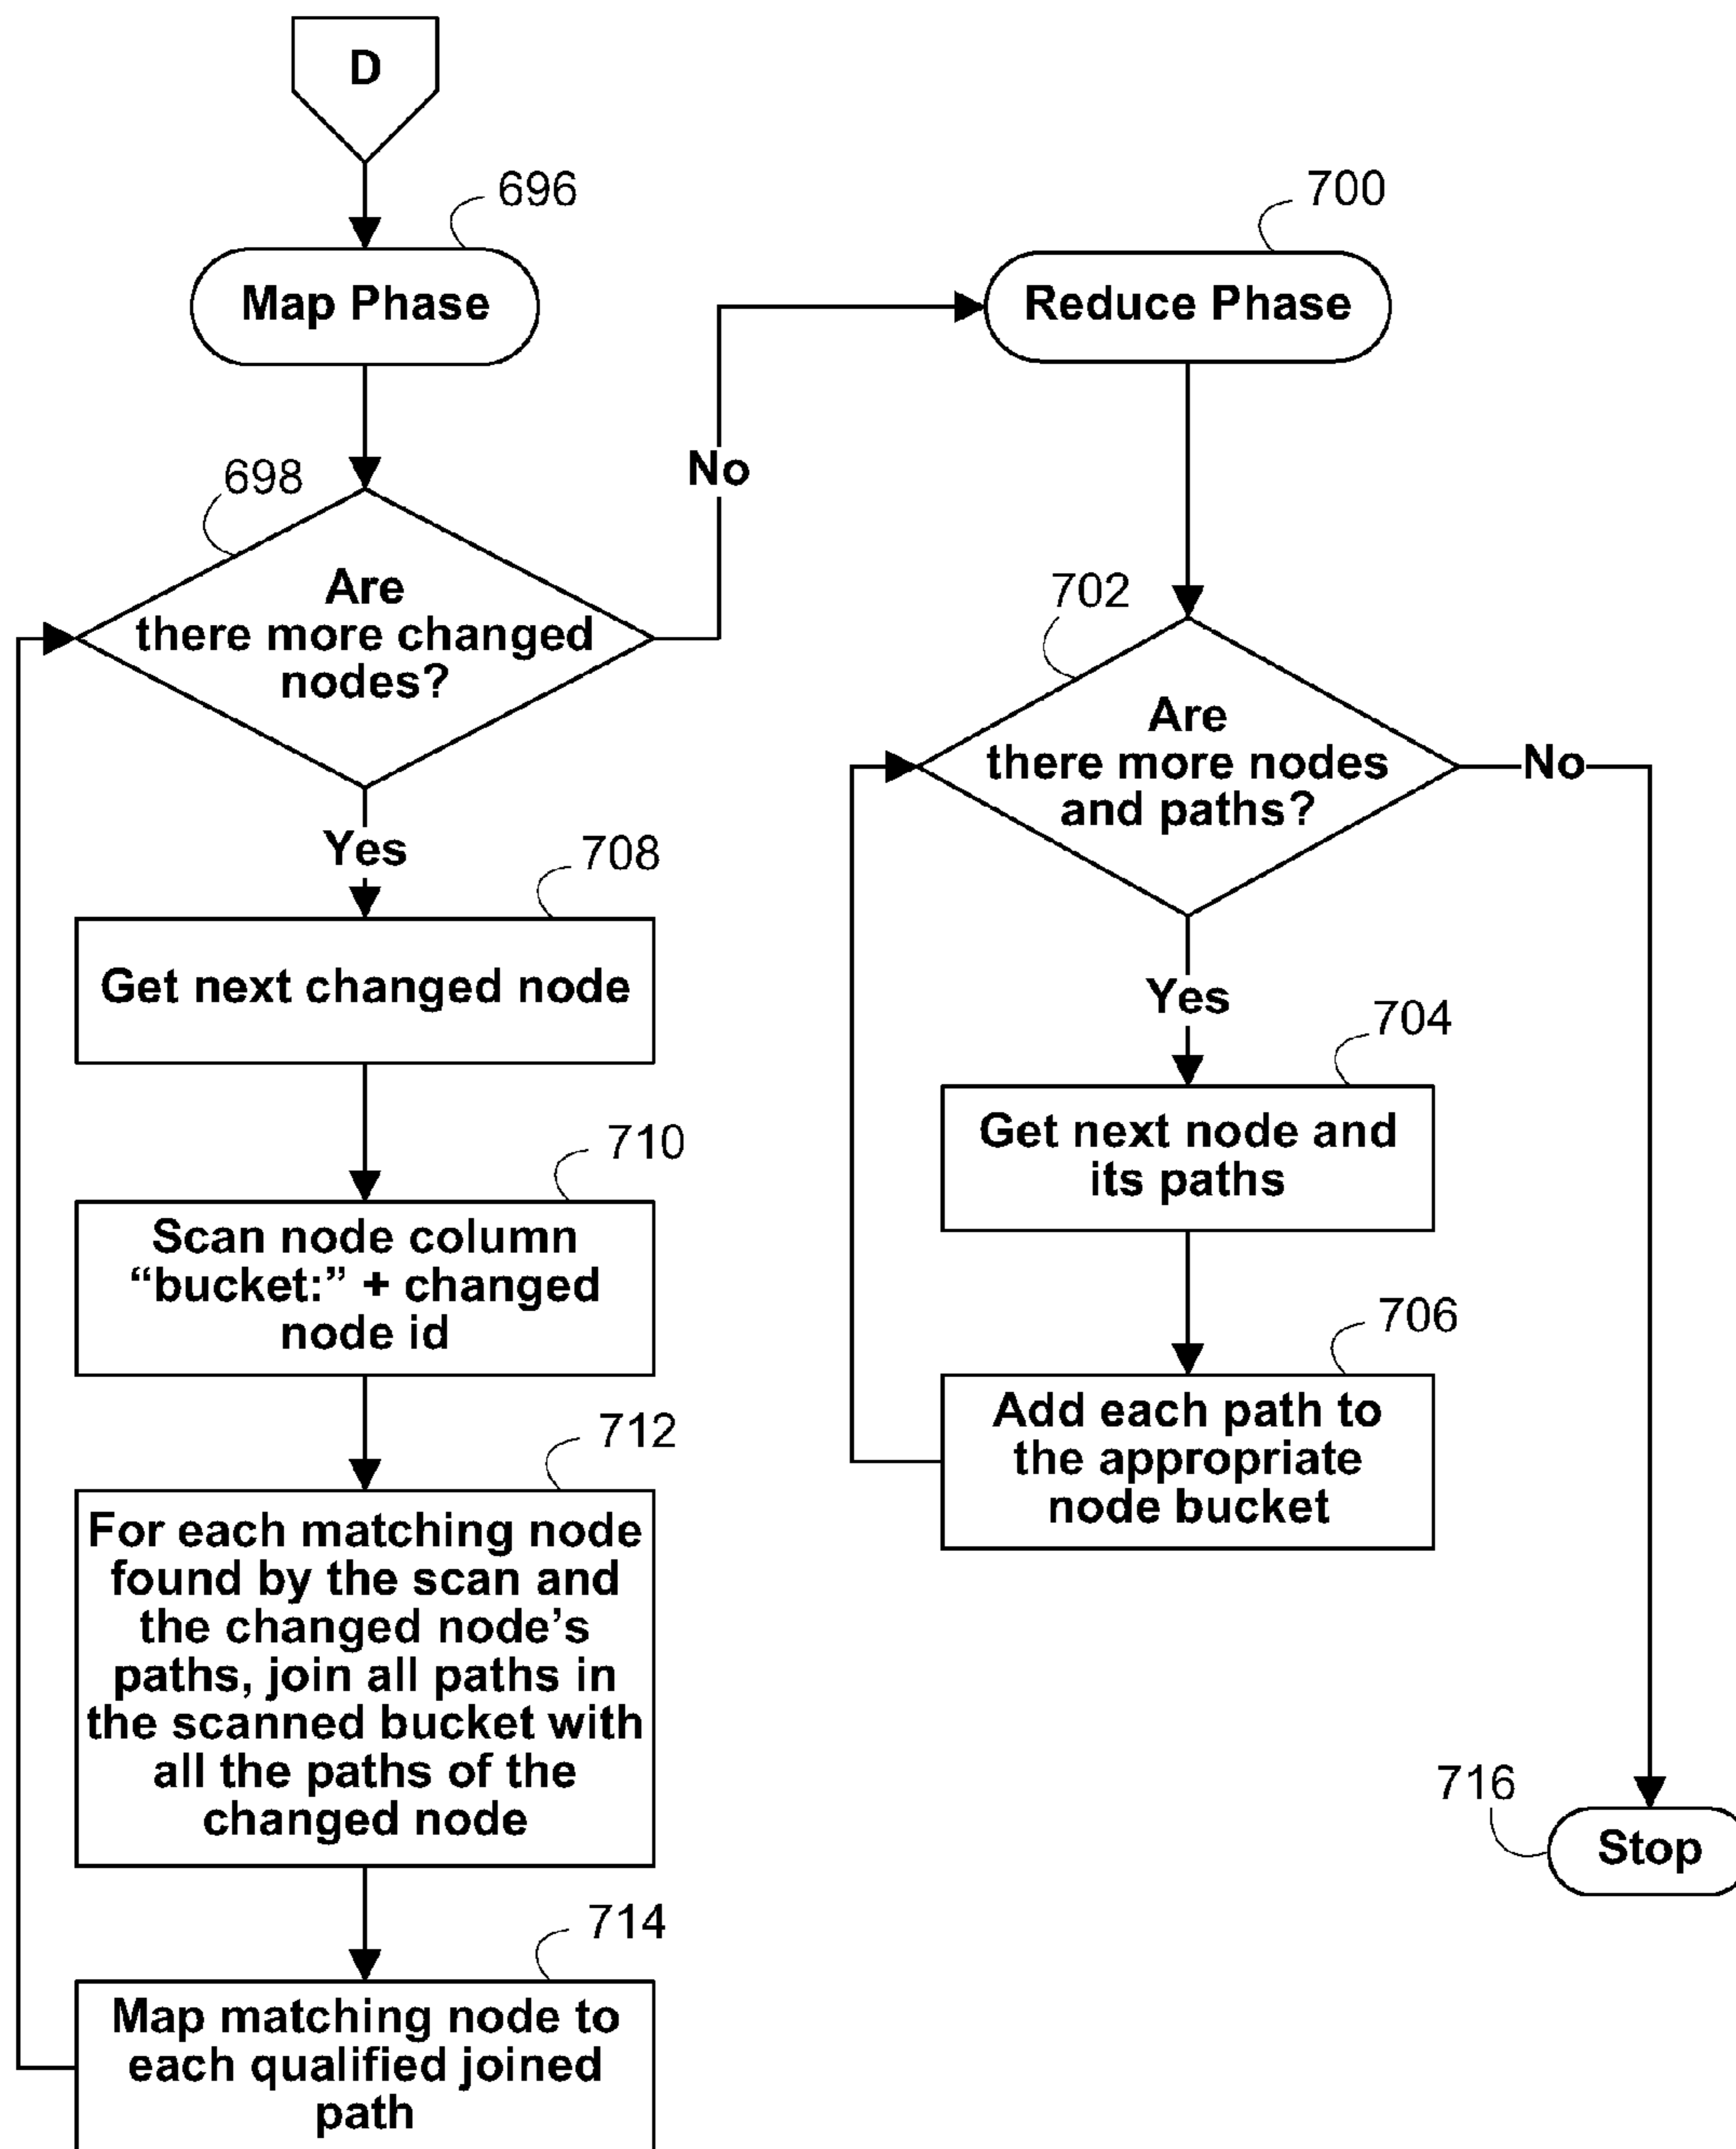 D
696
Map Phase
698
Are
there more changed
nodes?
No
Yes
708
Get next changed node
710
Scan node column
“bucket:” + changed
node id
712
For each matching node
found by the scan and
the changed node’s
paths, join all paths in
the scanned bucket with
all the paths of the
changed node
714
Map matching node to
each qualified joined
path
700
Reduce Phase
702
Are
there more nodes
and paths?
No
Yes
704
Get next node and
its paths
706
Add each path to
the appropriate
node bucket
716
Stop